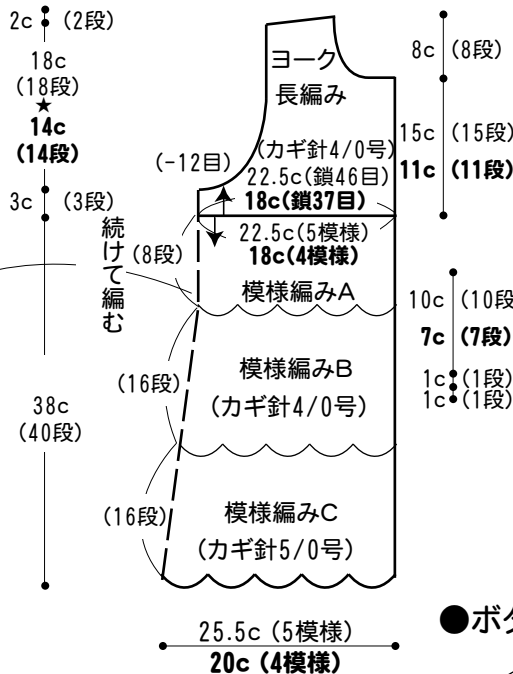 2c (2段)
18c
(18段)
★
14c
(14段)
3c (3段)
続けて編む
38c
(40段)
ヨーク
長編み
(カギ針4/0号)
(-12目)
22.5c(鎖46目)
18c(鎖37目)
22.5c(5模様)
18c(4模様)
(8段)
模様編みA
(16段)
模様編みB
(カギ針4/0号)
(16段)
模様編みC
(カギ針5/0号)
25.5c (5模様)
20c (4模様)
8c (8段)
15c (15段)
11c (11段)
10c (10段
7c (7段)
1c (1段)
1c (1段)
●ボタ